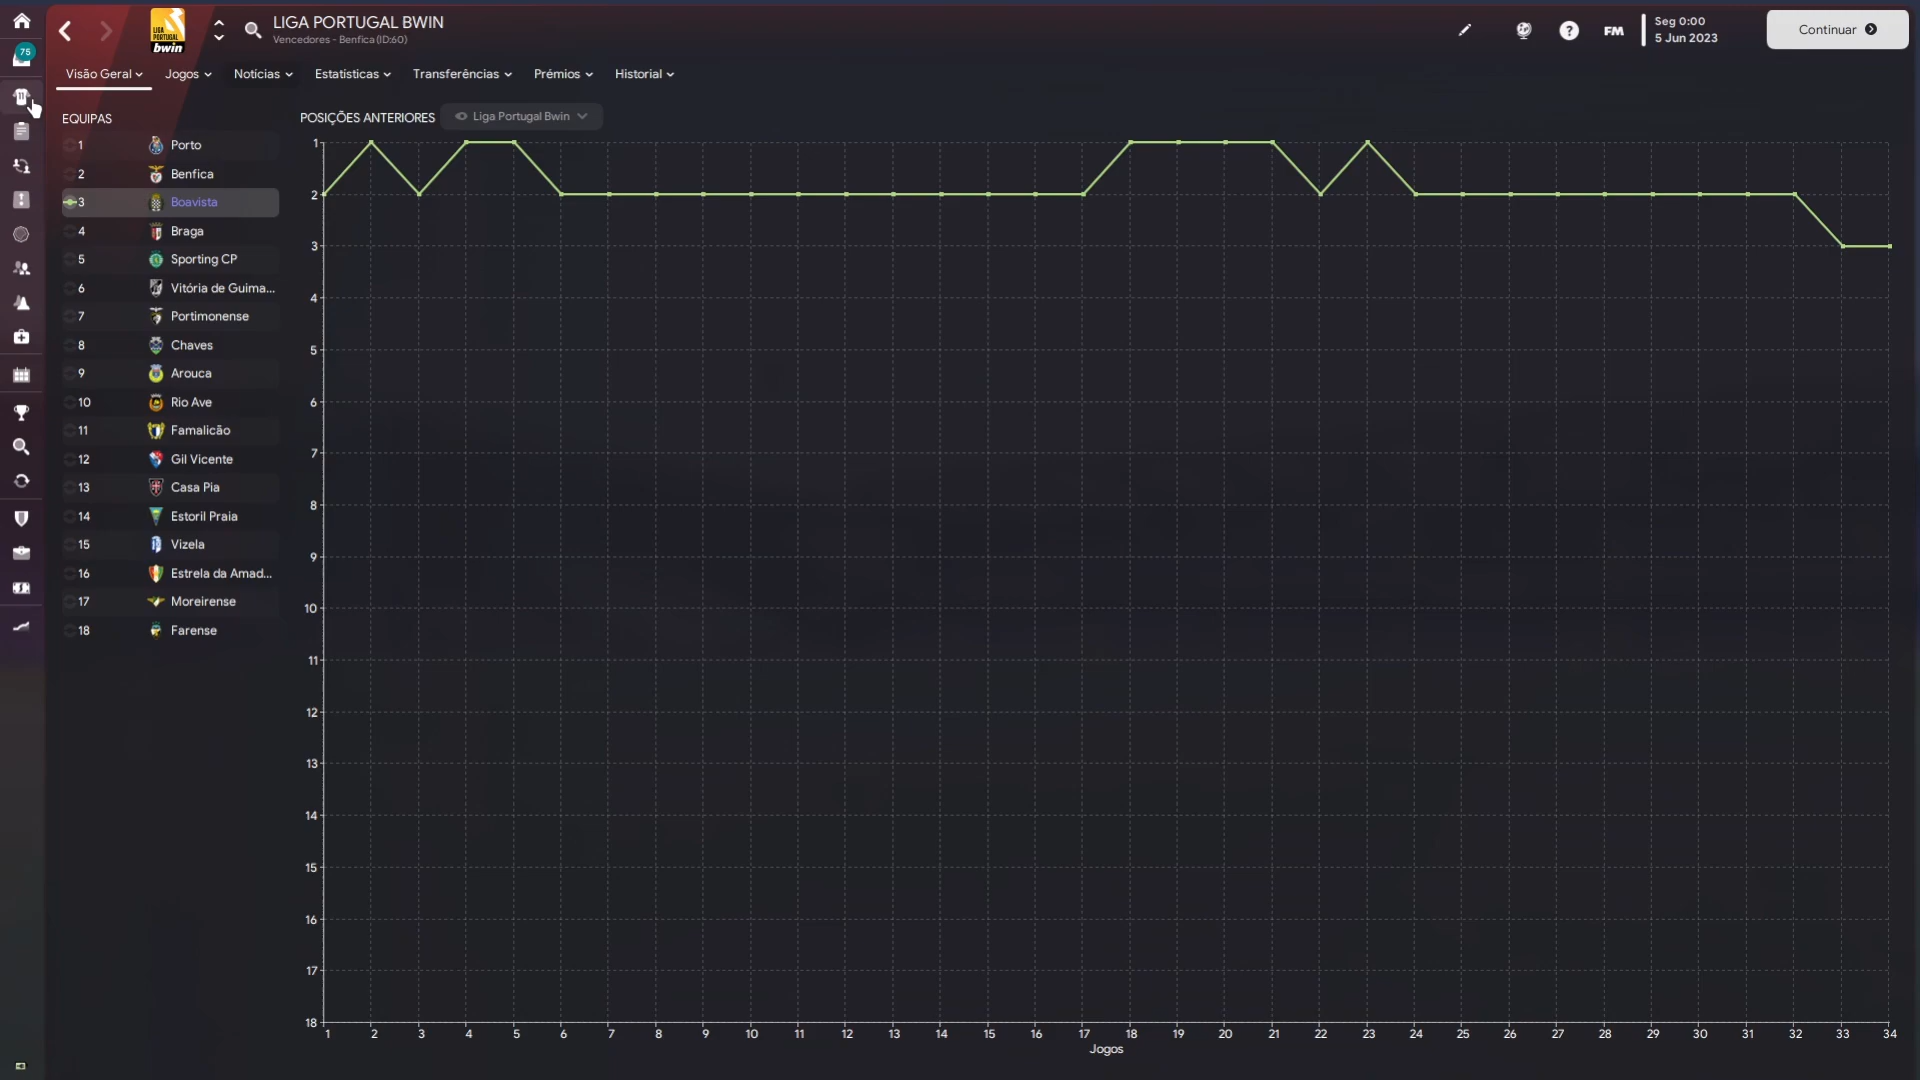 75
LIGA PORTUGAL bwin
LIGA PORTUGAL BWIN
Vencedores - Benfica (ID:60)
FM
Seg 0:00
5 Jun 2023
Continuar
Visão Geral
Jogos
Notícias
Estatísticas
Transferências
Prémios
Historial
11
EQUIPAS
1 Porto
2 Benfica
3 Boavista
4 Braga
5 Sporting CP
6 Vitória de Guima...
7 Portimonense
8 Chaves
9 Arouca
10 Rio Ave
11 Famalicão
12 Gil Vicente
13 Casa Pia
14 Estoril Praia
15 Vizela
16 Estrela da Amad...
17 Moreirense
18 Farense
POSIÇÕES ANTERIORES
Liga Portugal Bwin
1
2
3
4
5
6
7
8
9
10
11
12
13
14
15
16
17
18
1 2 3 4 5 6 7 8 9 10 11 12 13 14 15 16 17 18 19 20 21 22 23 24 25 26 27 28 29 30 31 32 33 34
Jogos